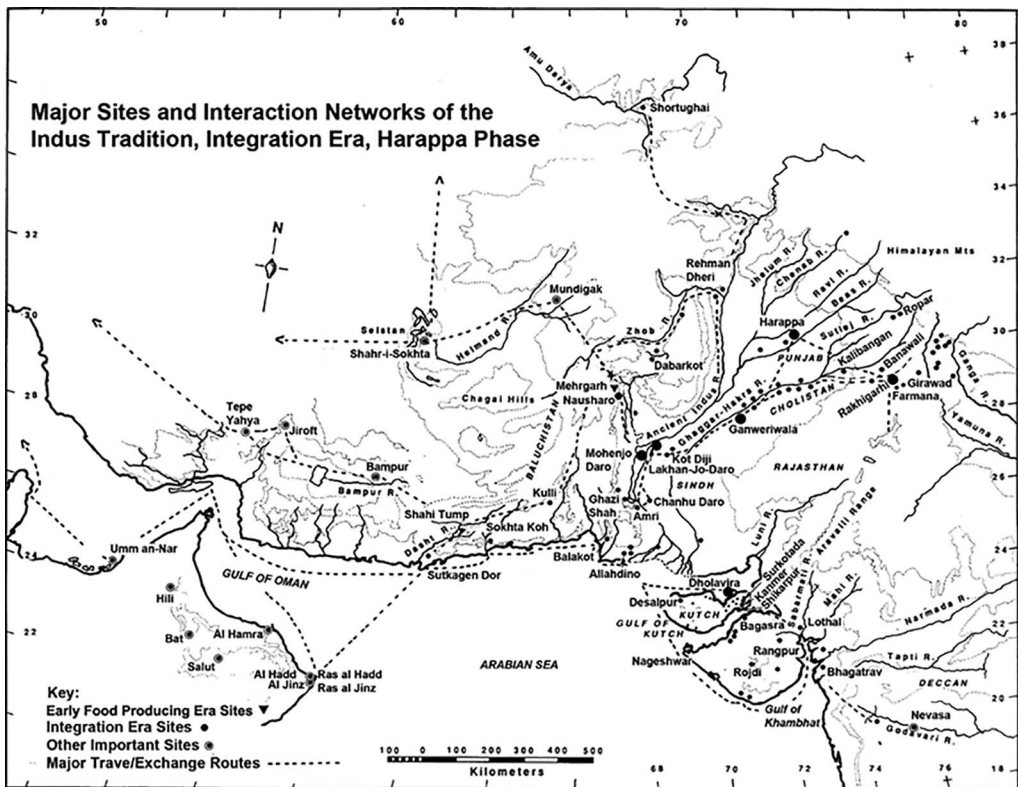 50
60
70
80
38
36
34
32
30
28
26
24
22
Major Sites and Interaction Networks of the
Indus Tradition, Integration Era, Harappa Phase
N
Amu Darya
Shortughai
Rehman
Dheri
Jhelum R.
Chenab R.
Ravi R.
Beas R.
Himalayan Mts
Mundigak
Seistan
Helmand R.
Shahr-i-Sokhta
Zhob R.
Harappa
Sutlej R.
Ropar
PUNJAB
Kalibangan
Banawali
Dabarkot
Mehrgarh
Nausharo
Chagai Hills
Ancient Indus R.
Ghaggar-Hakra R.
CHOLISTAN
Rakhigarhi
Girawad
Farmana
Ganga R.
Yamuna R.
Ganweriwala
Tepe
Yahya
Jiroft
BALUCHISTAN
Mohenjo
Daro
Kot Diji
Lakhan-Jo-Daro
RAJASTHAN
Bampur
Bampur R.
Kulli
SINDH
Ghazi
Shah
Chanhu Daro
Amri
Shahi Tump
Sokhta Koh
Dasht R.
Luni R.
Aravelli Range
Umm an-Nar
Balakot
Sutkagen Dor
Allahdino
GULF OF OMAN
Dholavira
Surkotada
Kanmer
Shikarpur
Sabarmati R.
Mahi R.
Hili
Desalpur
KUTCH
GULF OF
KUTCH
Bagasra
Lothal
Narmada R.
Bat
Al Hamra
Rangpur
Salut
ARABIAN SEA
Nageshwar
Rojdi
Bhagatrav
Tapti R.
DECCAN
Al Hadd
Al Jinz
Ras al Hadd
Ras al Jinz
Gulf of
Khambhat
Nevasa
Godavari R.
Key:
Early Food Producing Era Sites
Integration Era Sites
Other Important Sites
Major Trave/Exchange Routes
100 0 100 200 300 400 500
Kilometers
30
28
26
24
22
20
18
60
68
70
72
74
76